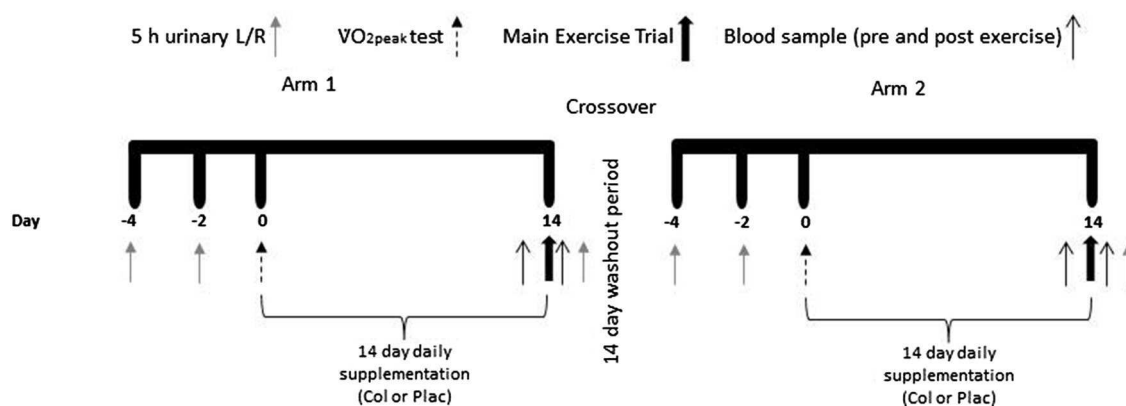 5 h urinary L/R
V̇O2peak test
Main Exercise Trial
Blood sample (pre and post exercise)
Arm 1
Arm 2
Crossover
Day
-4
-2
0
14
14 day washout period
-4
-2
0
14
14 day daily
supplementation
(Col or Plac)
14 day daily
supplementation
(Col or Plac)